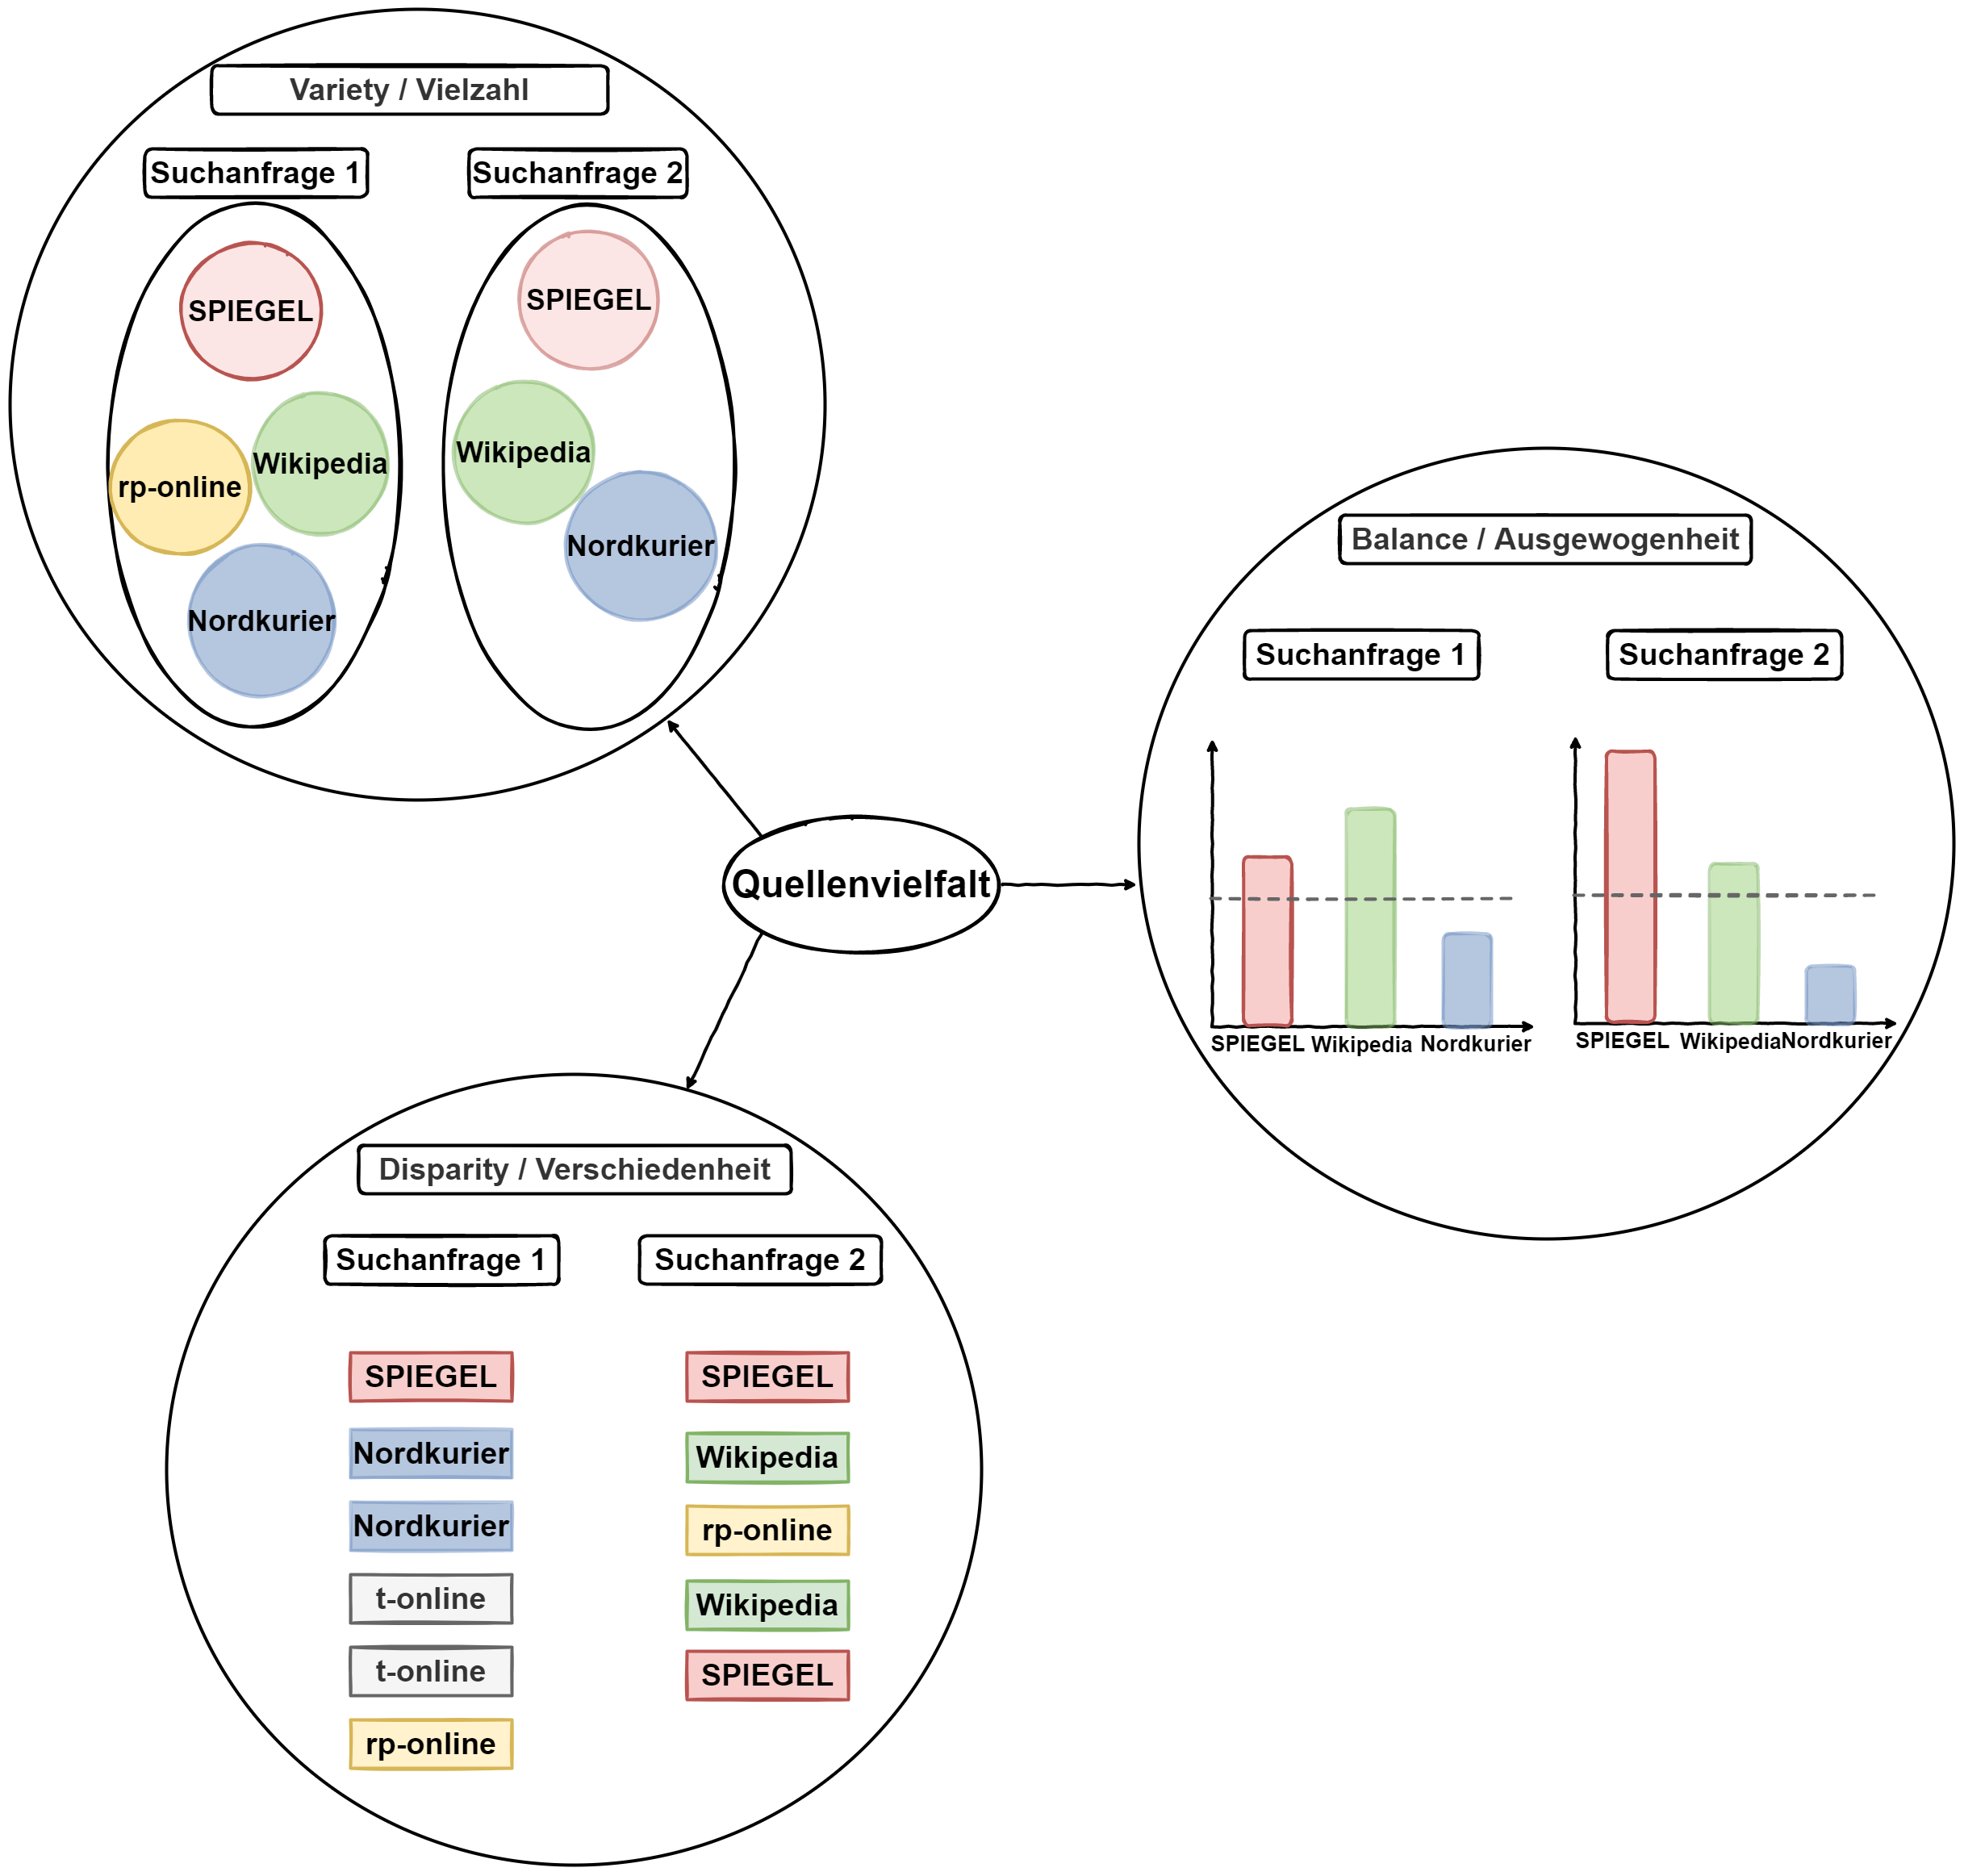 Variety / Vielzahl
Suchanfrage 1
Suchanfrage 2
SPIEGEL
rp-online
Wikipedia
Nordkurier
SPIEGEL
Wikipedia
Nordkurier
Quellenvielfalt
Balance / Ausgewogenheit
Suchanfrage 1
Suchanfrage 2
SPIEGEL Wikipedia Nordkurier
SPIEGEL Wikipedia Nordkurier
Disparity / Verschiedenheit
Suchanfrage 1
Suchanfrage 2
SPIEGEL
Nordkurier
Nordkurier
t-online
t-online
rp-online
SPIEGEL
Wikipedia
rp-online
Wikipedia
SPIEGEL